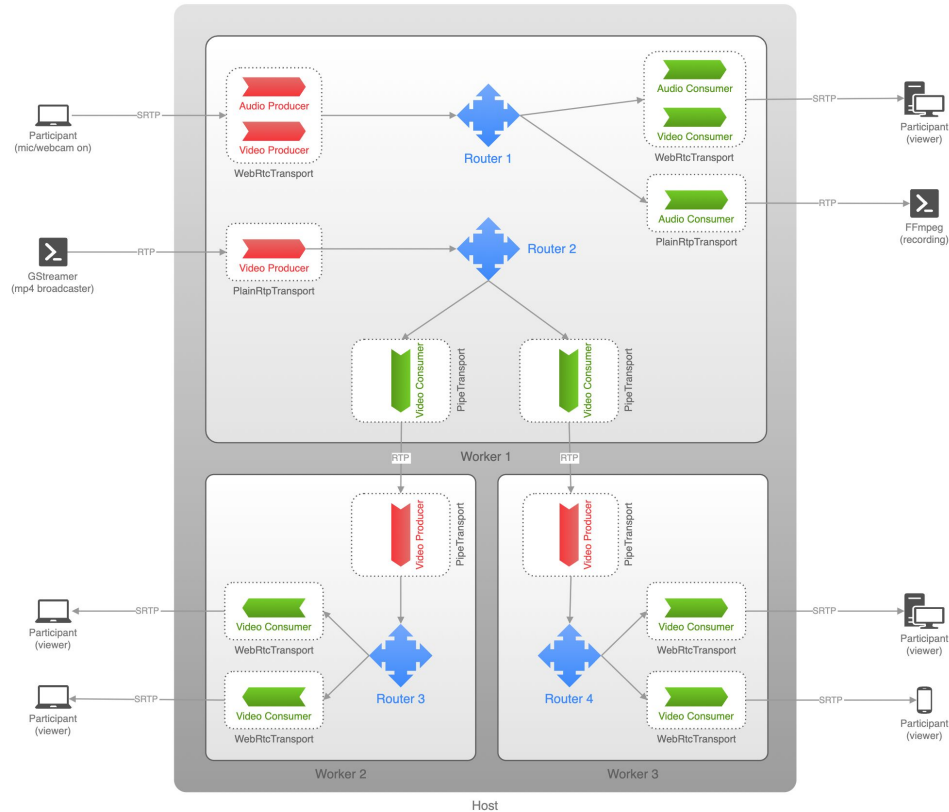 Audio Producer
Video Producer
WebRtcTransport
SRTP
Participant
(mic/webcam on)
Router 1
Audio Consumer
Video Consumer
WebRtcTransport
SRTP
Participant
(viewer)
Audio Consumer
PlainRtpTransport
RTP
FFmpeg
(recording)
RTP
GStreamer
(mp4 broadcaster)
Video Producer
PlainRtpTransport
Router 2
Video Consumer
PipeTransport
Video Consumer
PipeTransport
RTP
Worker 1
RTP
Video Producer
PipeTransport
Video Producer
PipeTransport
SRTP
Participant
(viewer)
Video Consumer
WebRtcTransport
Router 3
SRTP
Participant
(viewer)
Video Consumer
WebRtcTransport
Worker 2
Router 4
Video Consumer
WebRtcTransport
SRTP
Participant
(viewer)
Video Consumer
WebRtcTransport
SRTP
Participant
(viewer)
Worker 3
Host